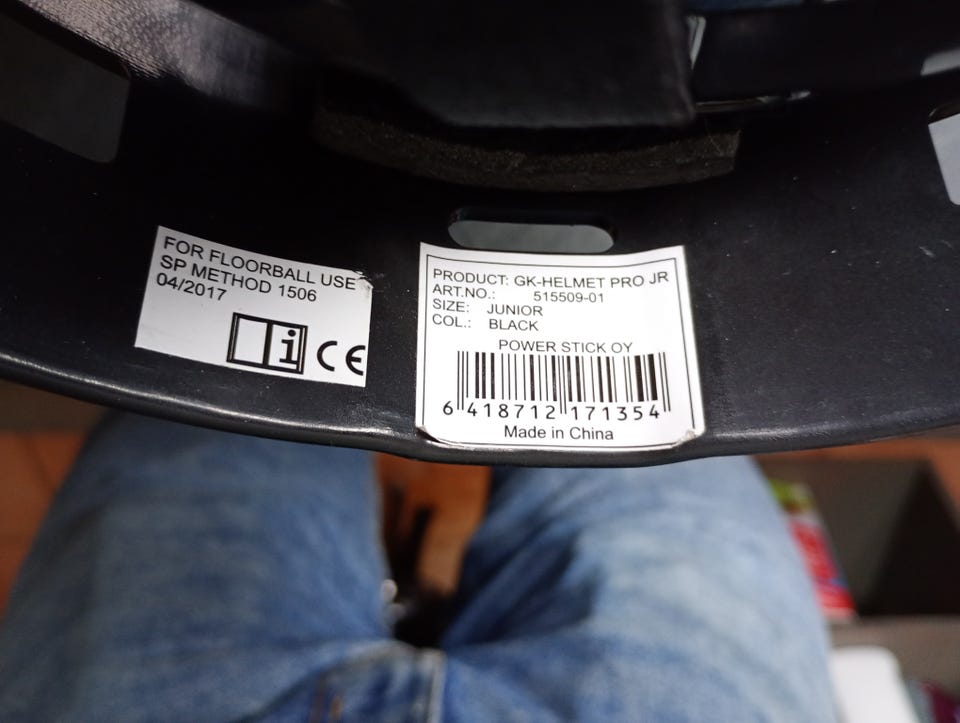 FOR FLOORBALL USE
SP METHOD 1506
04/2017
i CE
PRODUCT: GK-HELMET PRO JR
ART.NO.: 515509-01
SIZE: JUNIOR
COL.: BLACK
POWER STICK OY
6 418712 171354
Made in China